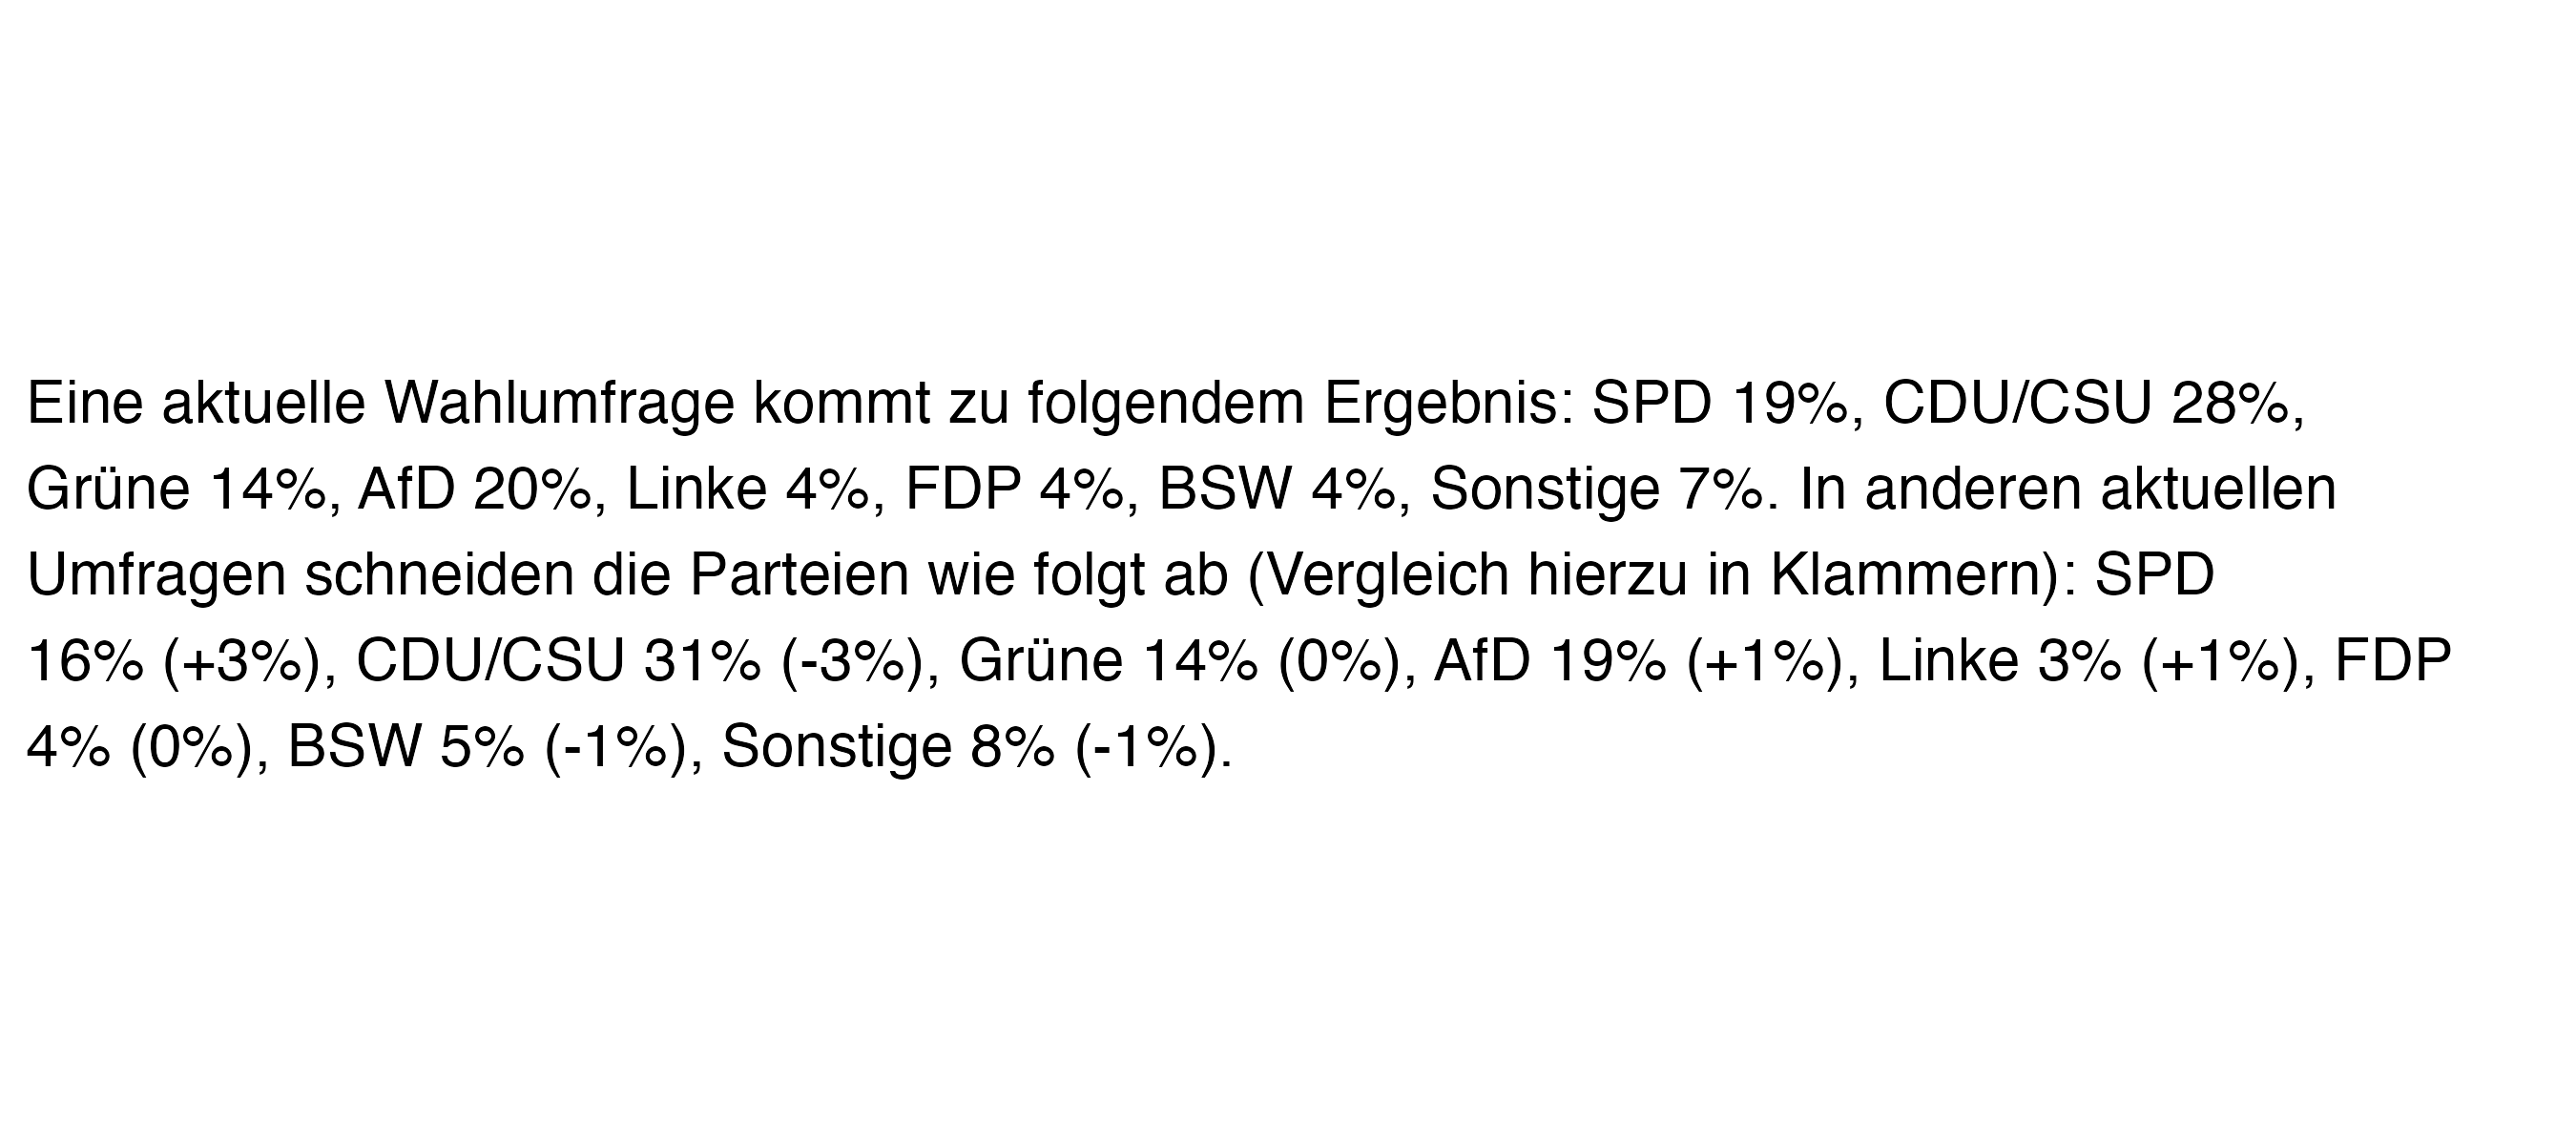 Eine aktuelle Wahlumfrage kommt zu folgendem Ergebnis: SPD 19%, CDU/CSU 28%,
Grüne 14%, AfD 20%, Linke 4%, FDP 4%, BSW 4%, Sonstige 7%. In anderen aktuellen
Umfragen schneiden die Parteien wie folgt ab (Vergleich hierzu in Klammern): SPD
16% (+3%), CDU/CSU 31% (-3%), Grüne 14% (0%), AfD 19% (+1%), Linke 3% (+1%), FDP
4% (0%), BSW 5% (-1%), Sonstige 8% (-1%).